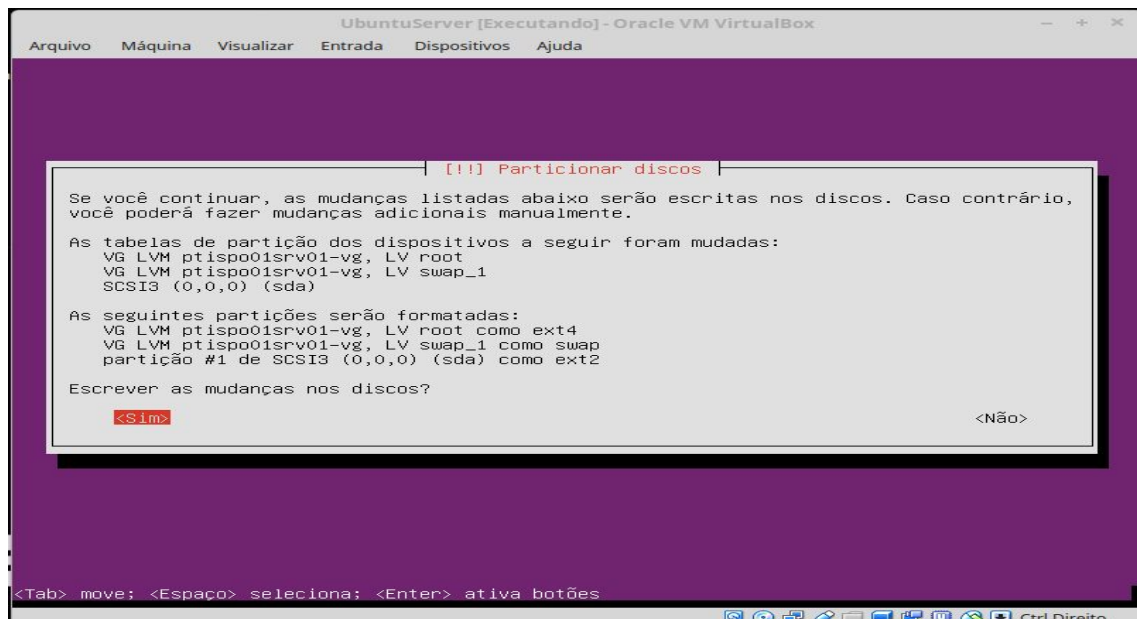 UbuntuServer [Executando] - Oracle VM VirtualBox
Arquivo Máquina Visualizar Entrada Dispositivos Ajuda
[!!] Particionar discos
Se você continuar, as mudanças listadas abaixo serão escritas nos discos. Caso contrário,
você poderá fazer mudanças adicionais manualmente.
As tabelas de partição dos dispositivos a seguir foram mudadas:
VG LVM ptispo01srv01-vg, LV root
VG LVM ptispo01srv01-vg, LV swap_1
SCSI3 (0,0,0) (sda)
As seguintes partições serão formatadas:
VG LVM ptispo01srv01-vg, LV root como ext4
VG LVM ptispo01srv01-vg, LV swap_1 como swap
partição #1 de SCSI3 (0,0,0) (sda) como ext2
Escrever as mudanças nos discos?
<Sim> <Não>
<Tab> move; <Espaço> seleciona; <Enter> ativa botões
Ctrl Direito